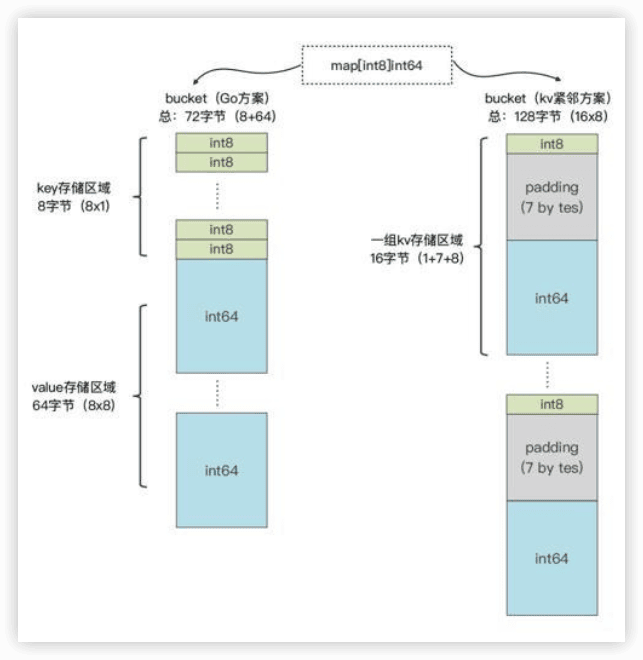 map[int8]int64
bucket（Go方案）
总：72字节（8+64）
int8
int8
key存储区域
8字节（8x1）
int8
int8
int64
value存储区域
64字节（8x8）
int64
bucket（kv紧邻方案）
总：128字节（16x8）
int8
padding
(7 by tes)
一组kv存储区域
16字节（1+7+8）
int64
int8
padding
(7 by tes)
int64